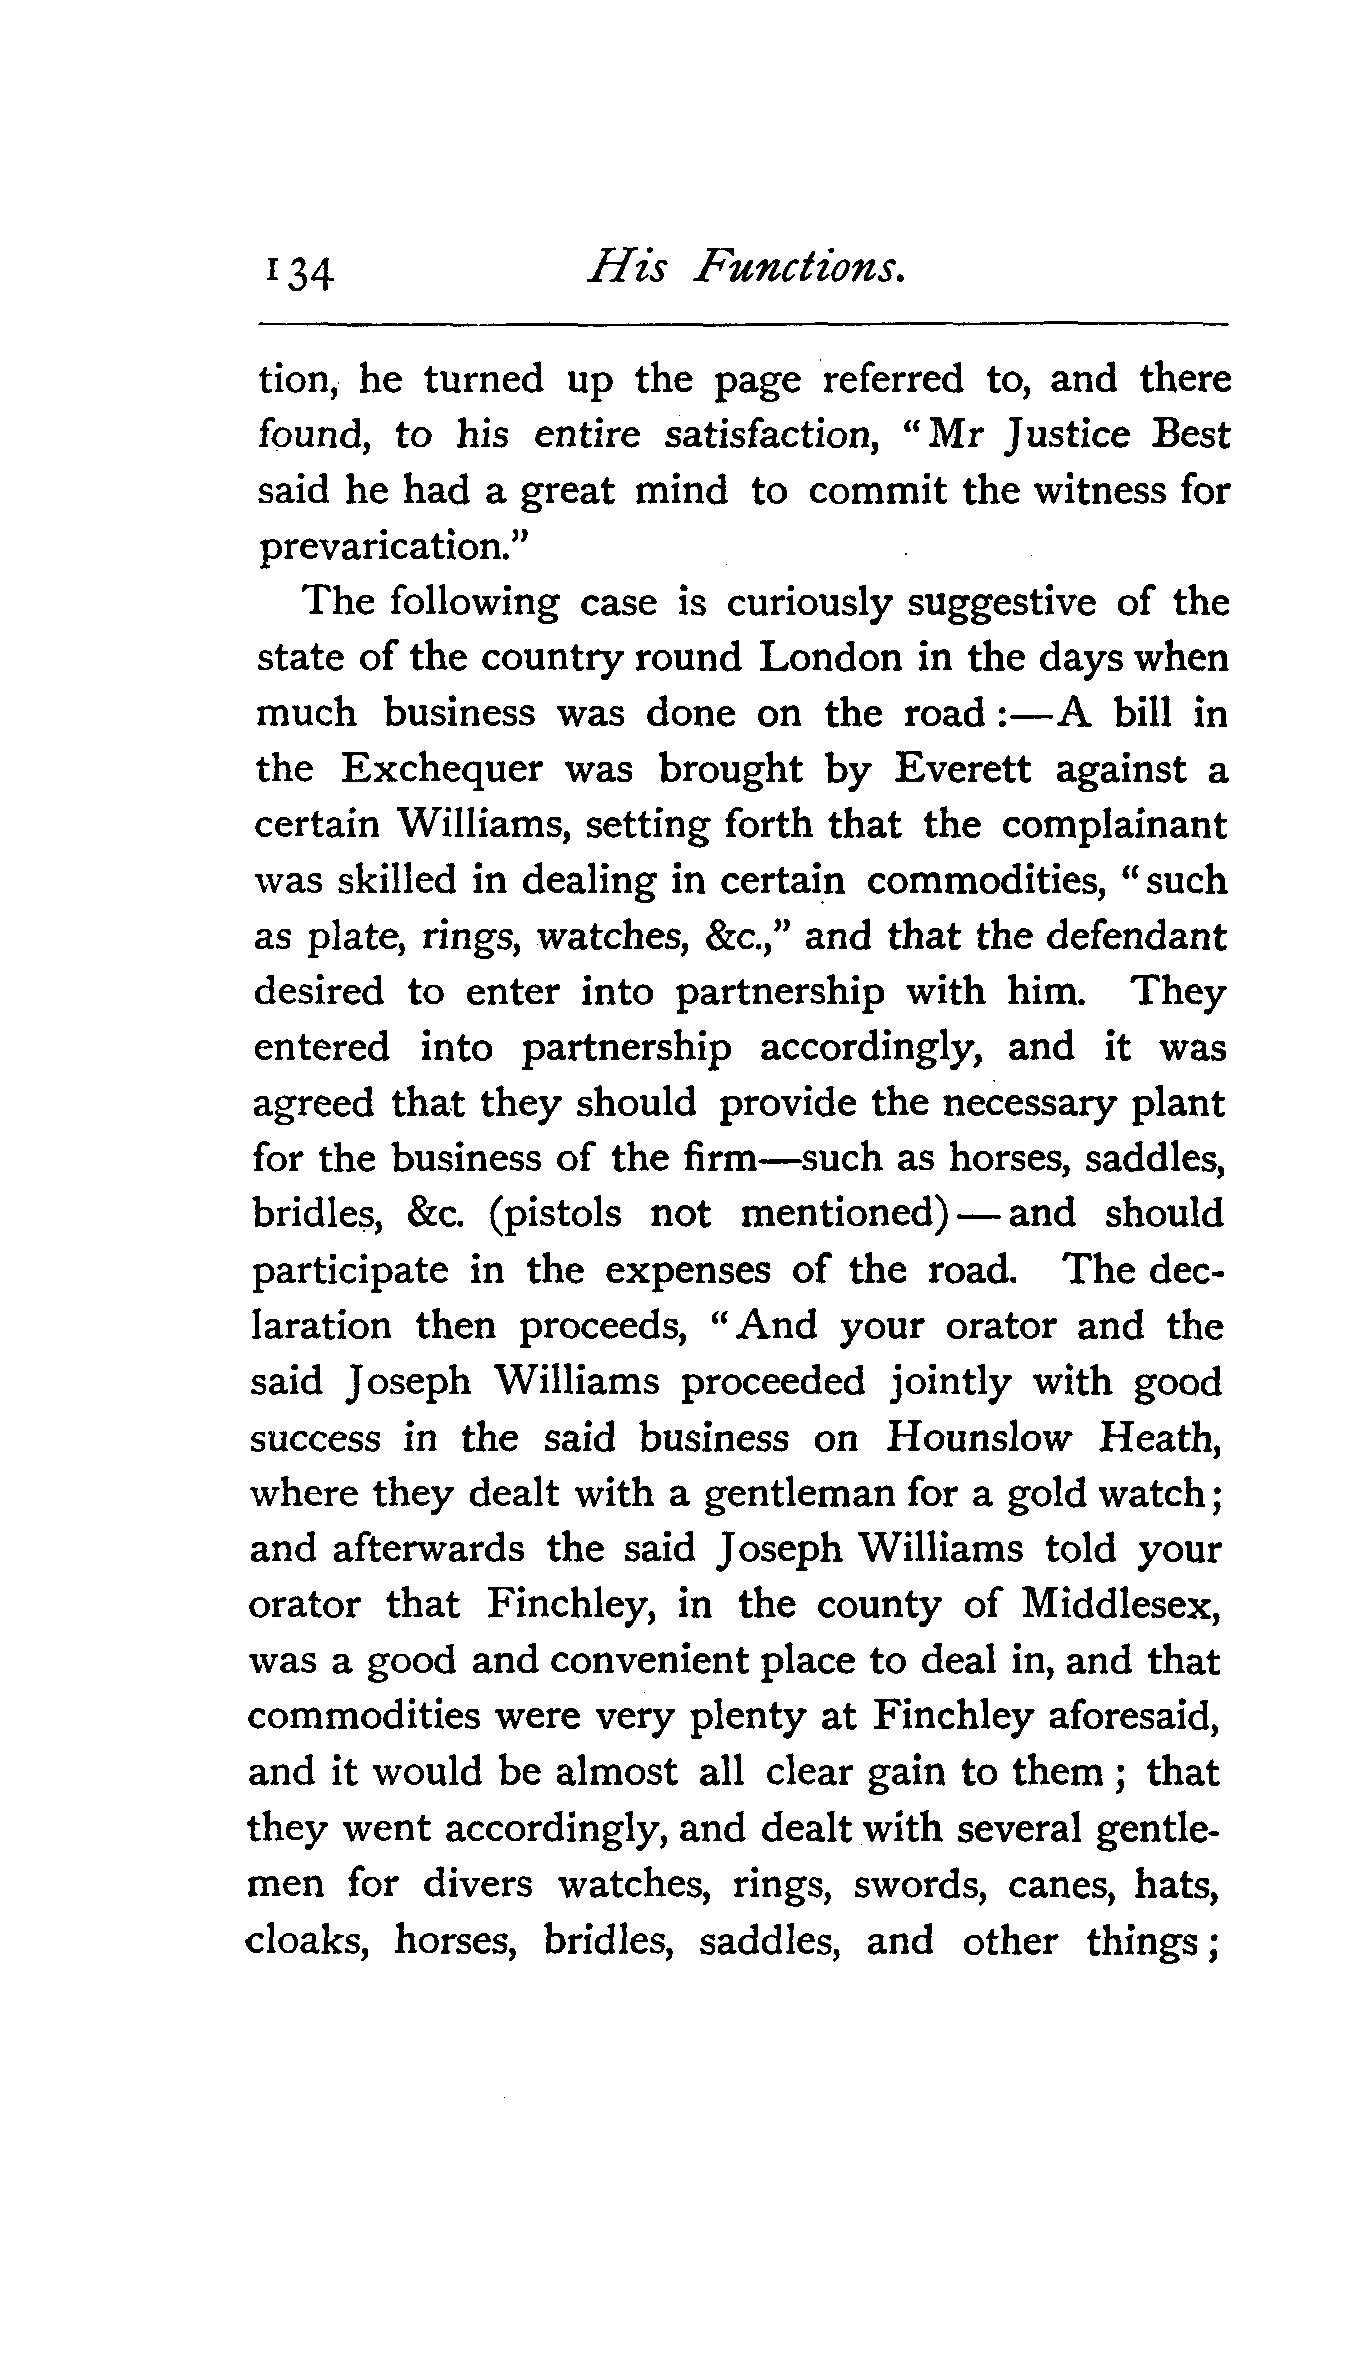 134 His Functions.
tion, he turned up the page referred to, and there
found, to his entire satisfaction, “Mr Justice Best
said he had a great mind to commit the witness for
prevarication.”
The following case is curiously suggestive of the
state of the country round London in the days when
much business was done on the road :—A bill in
the Exchequer was brought by Everett against a
certain Williams, setting forth that the complainant
was skilled in dealing in certain commodities, “such
as plate, rings, watches, &c.,” and that the defendant
desired to enter into partnership with him. They
entered into partnership accordingly, and it was
agreed that they should provide the necessary plant
for the business of the firm—such as horses, saddles,
bridles, &c. (pistols not mentioned) — and should
participate in the expenses of the road. The dec-
laration then proceeds, “And your orator and the
said Joseph Williams proceeded jointly with good
success in the said business on Hounslow Heath,
where they dealt with a gentleman for a gold watch;
and afterwards the said Joseph Williams told your
orator that Finchley, in the county of Middlesex,
was a good and convenient place to deal in, and that
commodities were very plenty at Finchley aforesaid,
and it would be almost all clear gain to them ; that
they went accordingly, and dealt with several gentle-
men for divers watches, rings, swords, canes, hats,
cloaks, horses, bridles, saddles, and other things ;